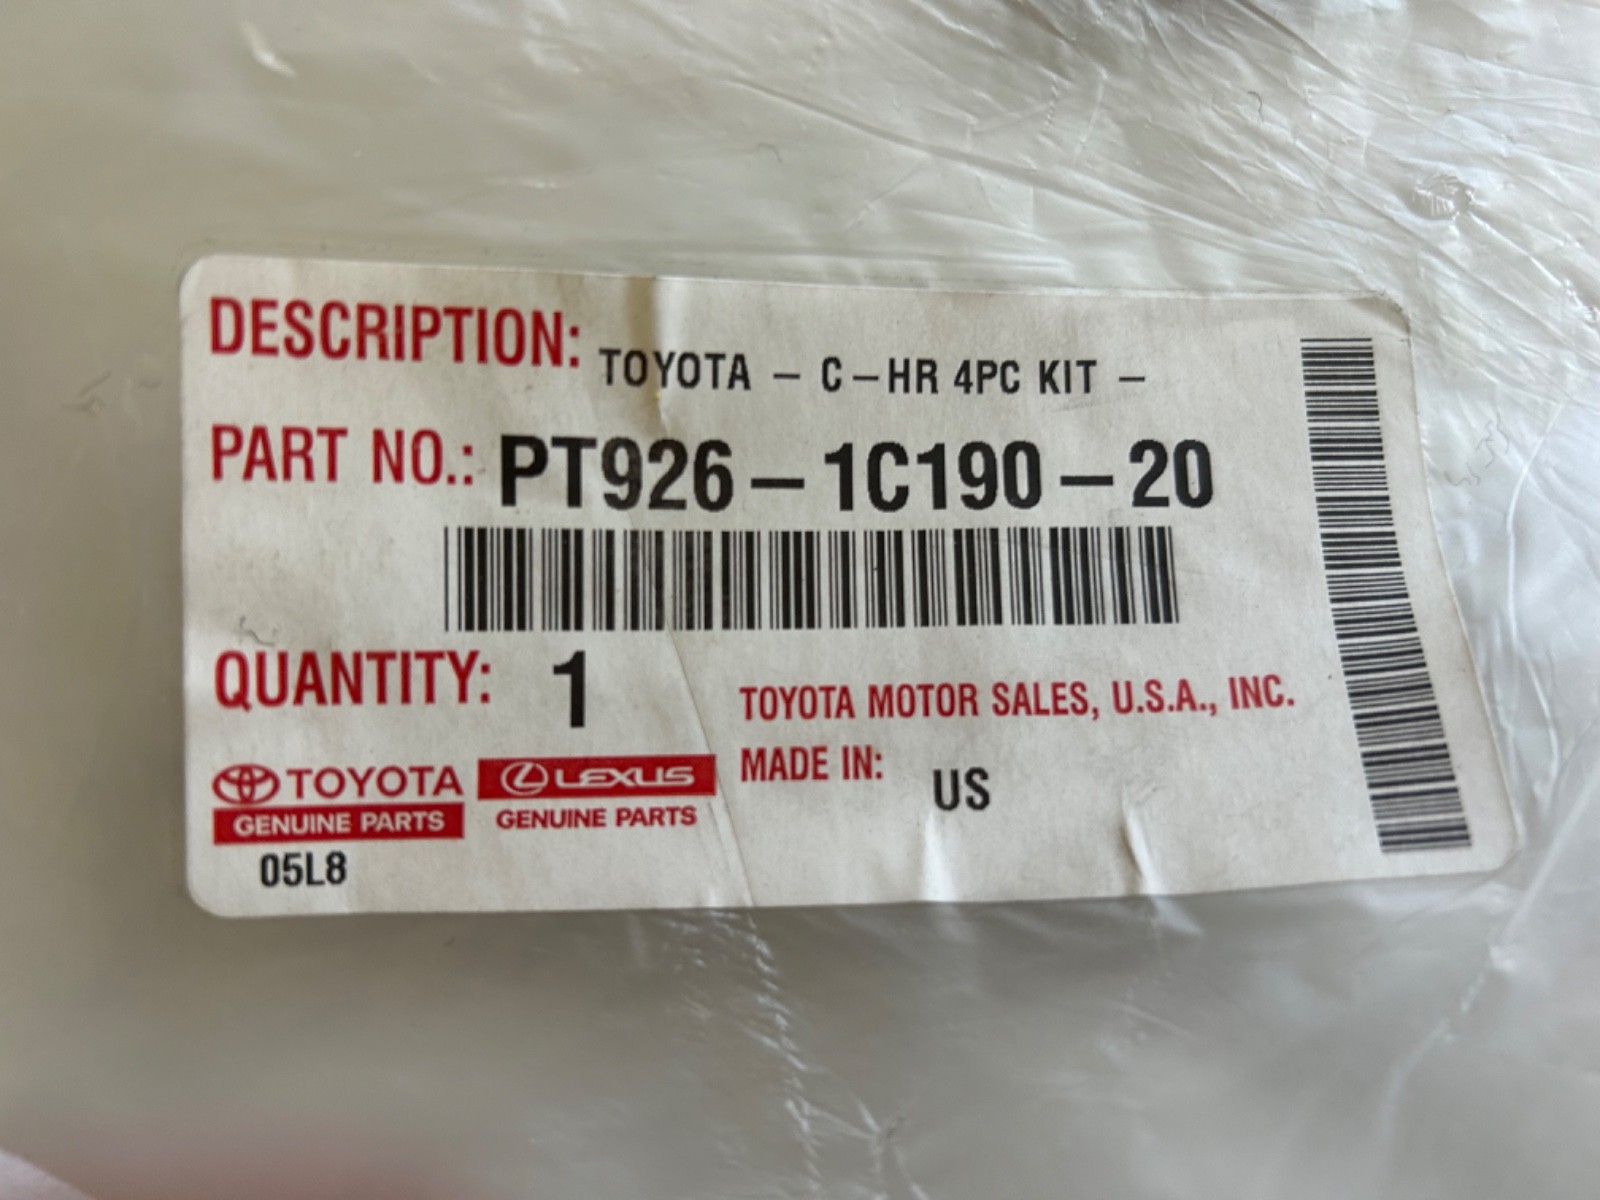 DESCRIPTION: TOYOTA - C-HR 4PC KIT -
PART NO.: PT926-1C190-20
QUANTITY: 1
TOYOTA MOTOR SALES, U.S.A., INC.
MADE IN: US
TOYOTA
GENUINE PARTS
LEXUS
GENUINE PARTS
05L8